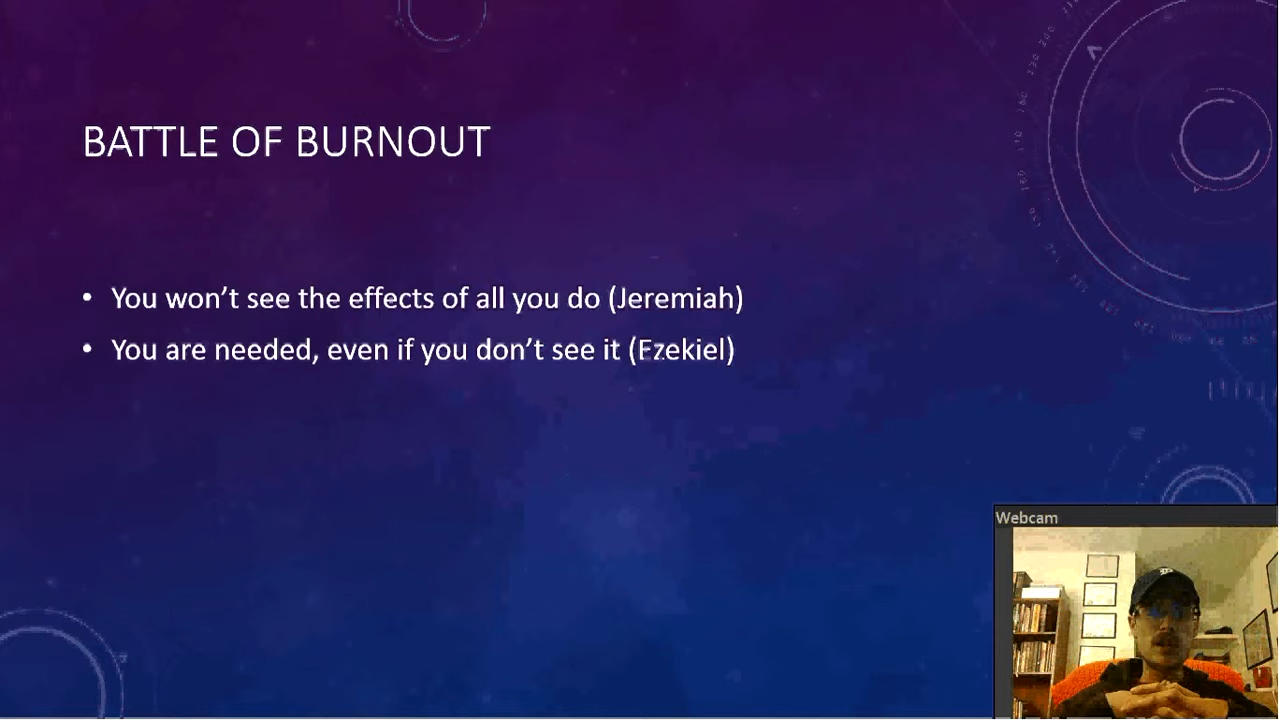 BATTLE OF BURNOUT
• You won't see the effects of all you do (Jeremiah)
• You are needed, even if you don't see it (Ezekiel)
Webcam